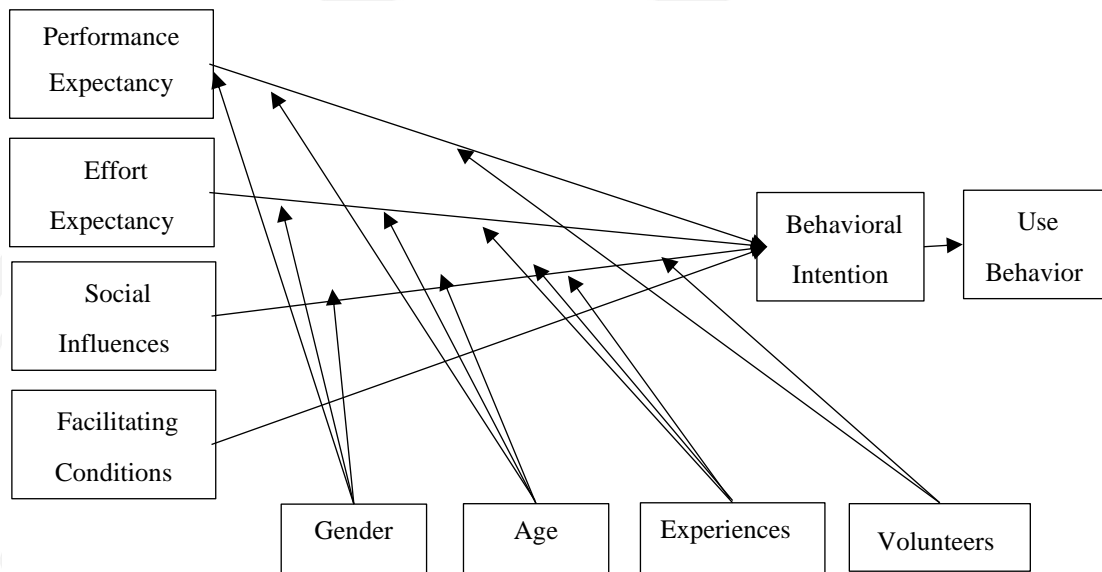 Performance
Expectancy
Effort
Expectancy
Social
Influences
Facilitating
Conditions
Behavioral
Intention
Use
Behavior
Gender
Age
Experiences
Volunteers